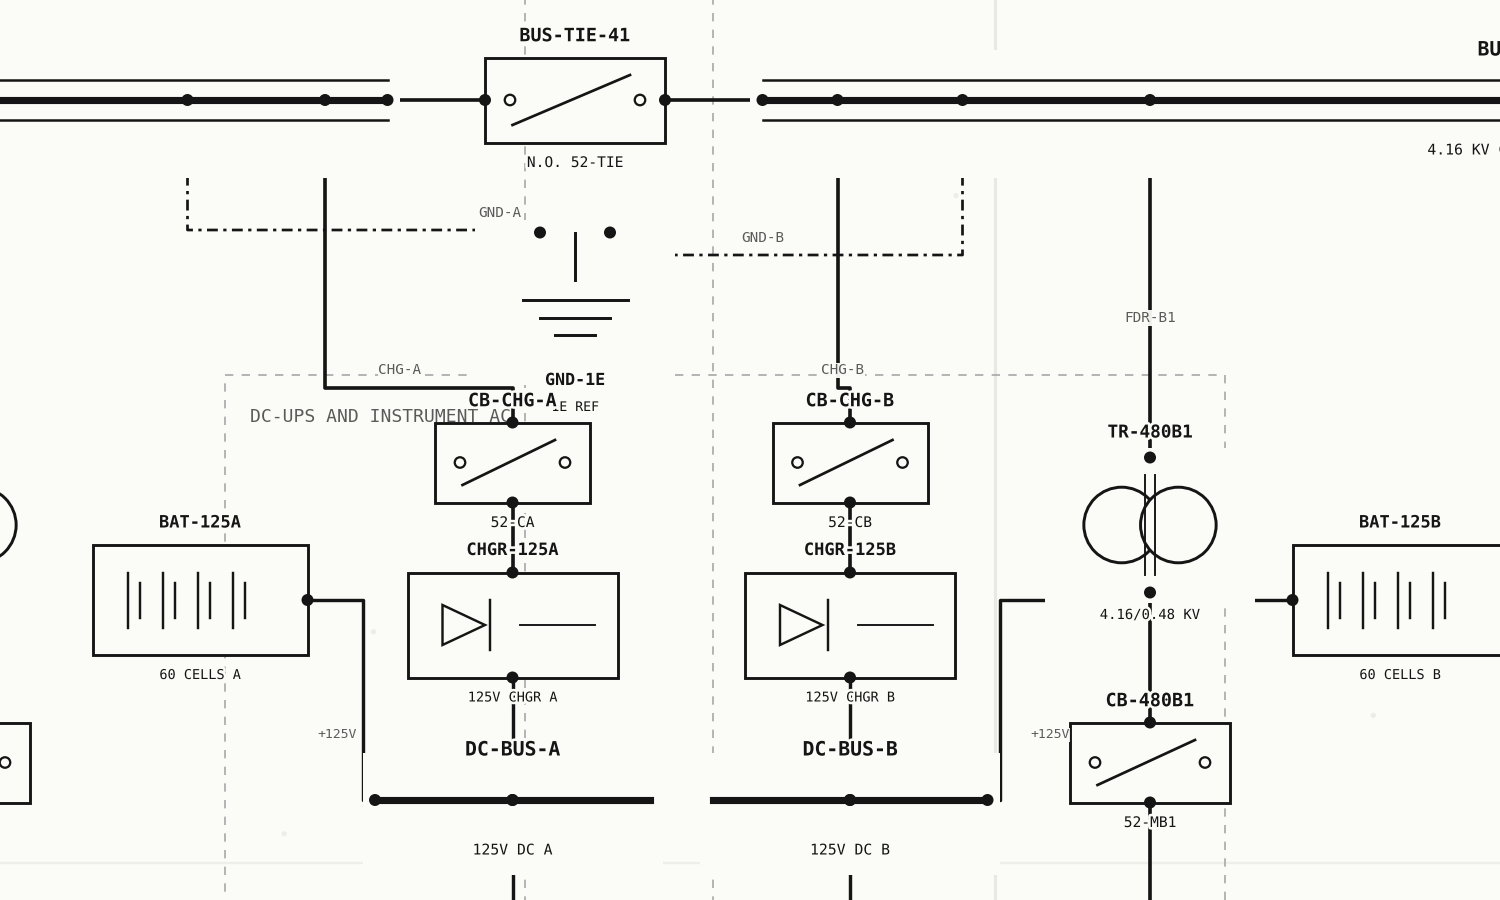 BUS-TIE-41
BU
4.16 KV
N.O. 52-TIE
GND-A
GND-B
FDR-B1
CHG-A
CHG-B
GND-1E
1E REF
CB-CHG-A
CB-CHG-B
DC-UPS AND INSTRUMENT AC
TR-480B1
BAT-125A
52-CA
52-CB
BAT-125B
CHGR-125A
CHGR-125B
4.16/0.48 KV
60 CELLS A
60 CELLS B
125V CHGR A
125V CHGR B
CB-480B1
+125V
+125V
DC-BUS-A
DC-BUS-B
52-MB1
125V DC A
125V DC B